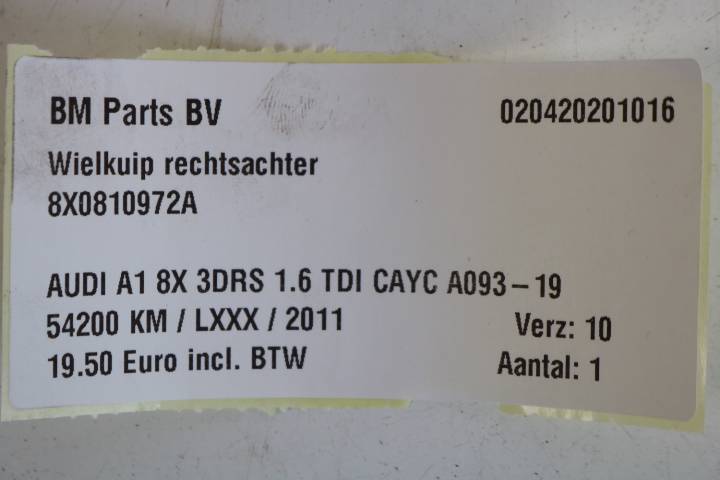 BM Parts BV 020420201016
Wielkuip rechtsachter
8X0810972A
AUDI A1 8X 3DRS 1.6 TDI CAYC A093-19
54200 KM / LXXX / 2011 Verz: 10
19.50 Euro incl. BTW Aantal: 1